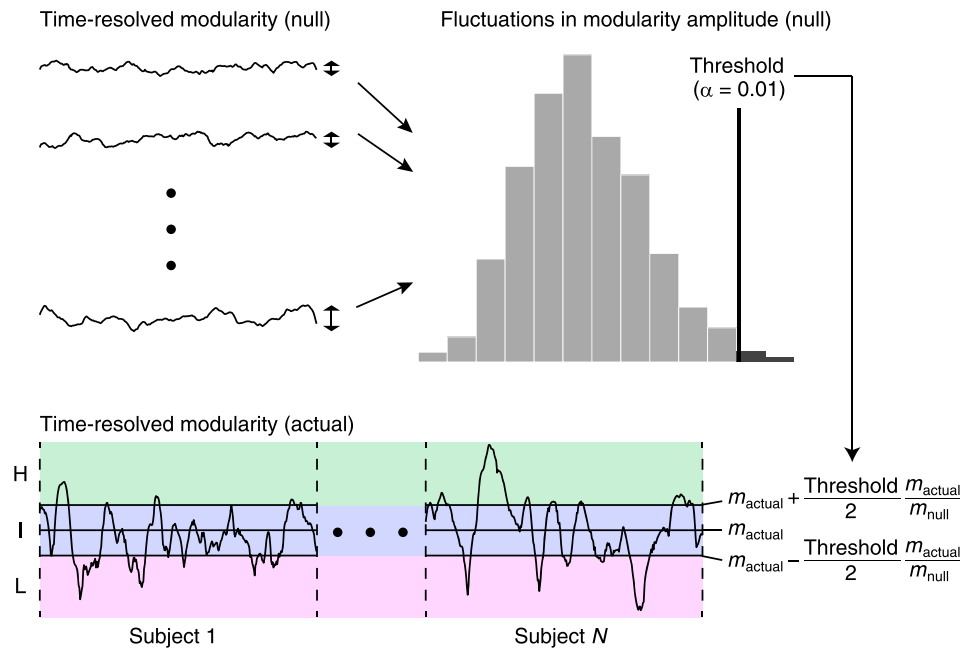 Time-resolved modularity (null)
Fluctuations in modularity amplitude (null)
Threshold
(α = 0.01)
Time-resolved modularity (actual)
H
I
L
m_actual + Threshold/2 m_actual/m_null
m_actual
m_actual − Threshold/2 m_actual/m_null
Subject 1
Subject N